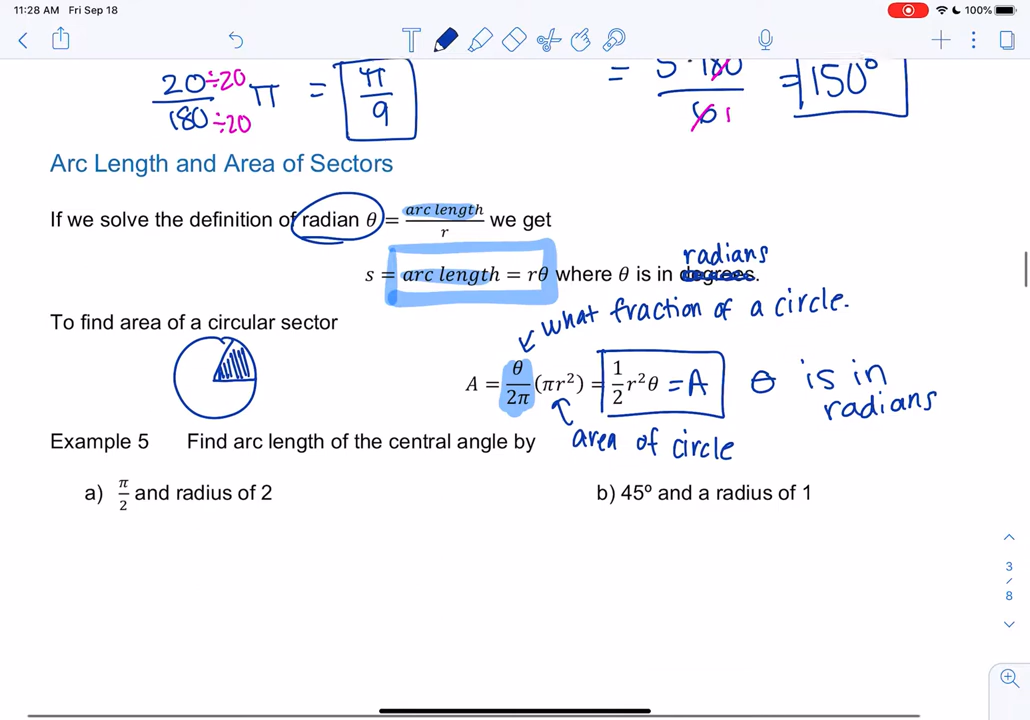 11:28 AM Fri Sep 18
100%
T
20 ÷20
180 ÷20
π = π/9
= 5·180
6 1
= 150°
Arc Length and Area of Sectors
If we solve the definition of radian θ = arc length / r we get
radians
s = arc length = rθ where θ is in degrees.
what fraction of a circle.
To find area of a circular sector
A = θ/2π (πr²) = 1/2 r²θ = A θ is in radians
area of circle
Example 5 Find arc length of the central angle by
a) π/2 and radius of 2
b) 45º and a radius of 1
3
/
8